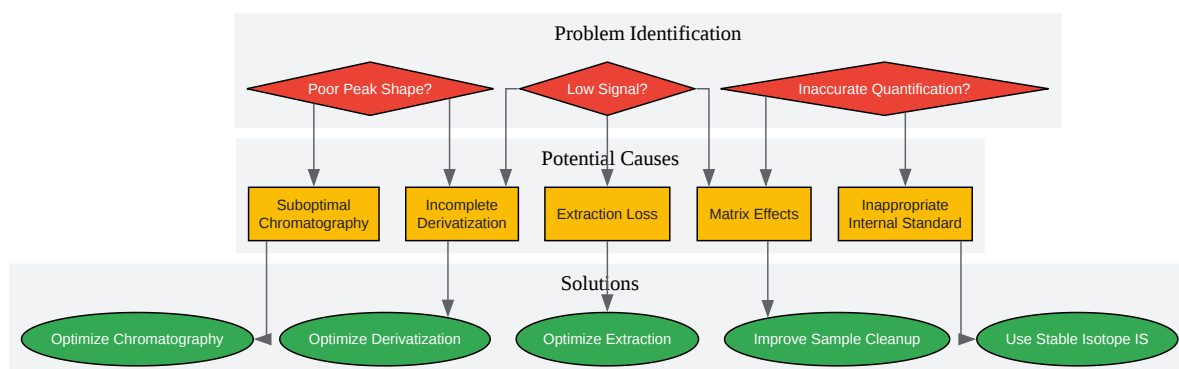 Problem Identification
Poor Peak Shape?
Low Signal?
Inaccurate Quantification?
Potential Causes
Suboptimal
Chromatography
Incomplete
Derivatization
Extraction Loss
Matrix Effects
Inappropriate
Internal Standard
Solutions
Optimize Chromatography
Optimize Derivatization
Optimize Extraction
Improve Sample Cleanup
Use Stable Isotope IS